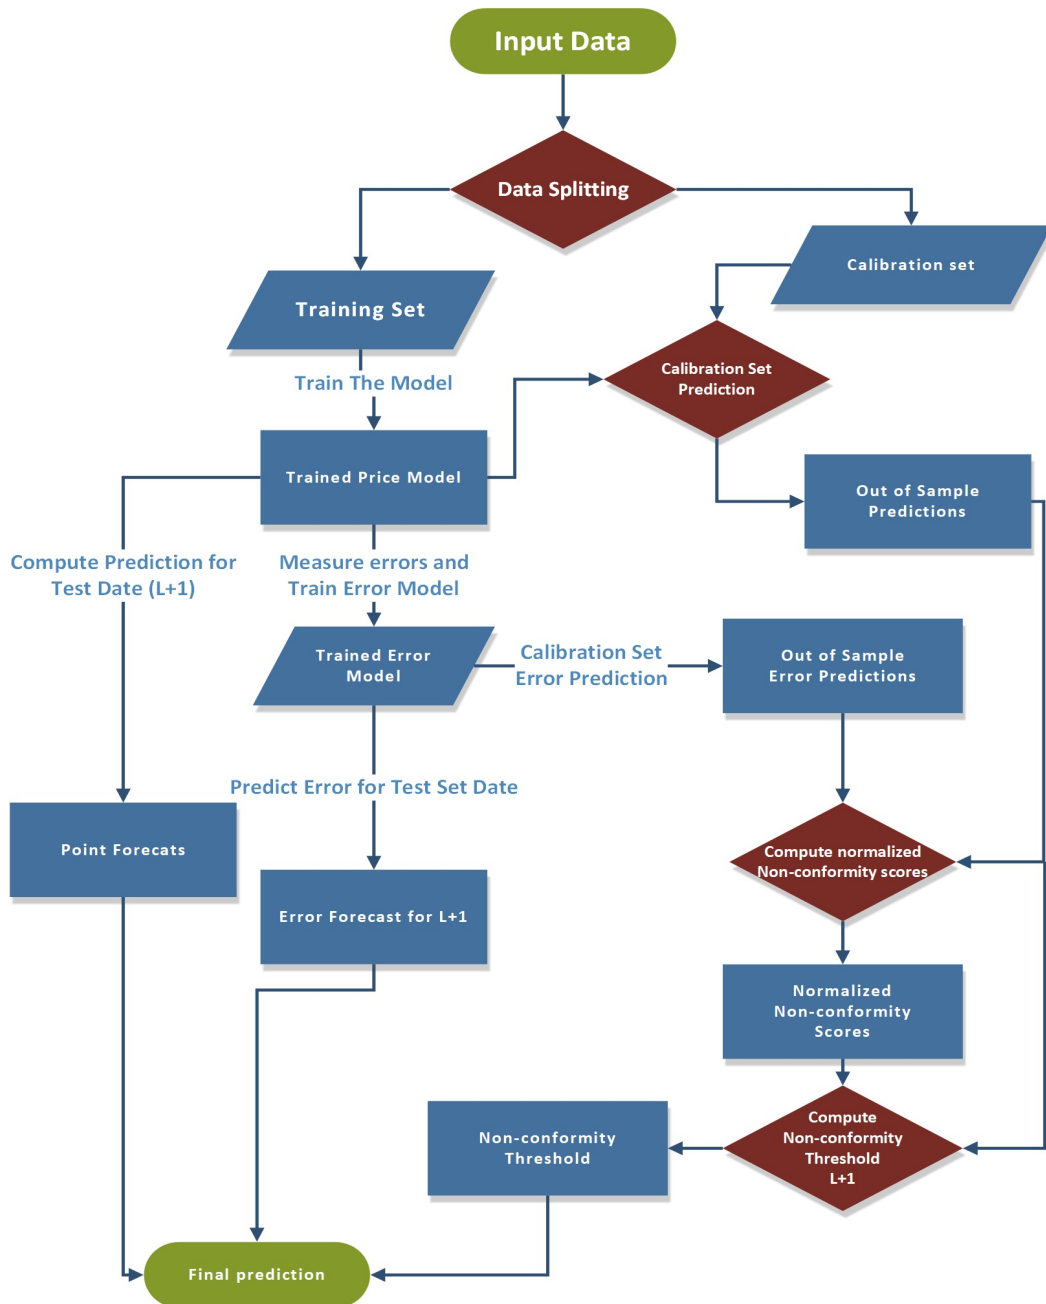 Input Data
Data Splitting
Calibration set
Training Set
Calibration Set
Prediction
Train The Model
Trained Price Model
Out of Sample
Predictions
Compute Prediction for
Test Date (L+1)
Measure errors and
Train Error Model
Trained Error
Model
Calibration Set
Error Prediction
Out of Sample
Error Predictions
Predict Error for Test Set Date
Point Forecats
Compute normalized
Non-conformity scores
Error Forecast for L+1
Normalized
Non-conformity
Scores
Non-conformity
Threshold
Compute
Non-conformity
Threshold
L+1
Final prediction